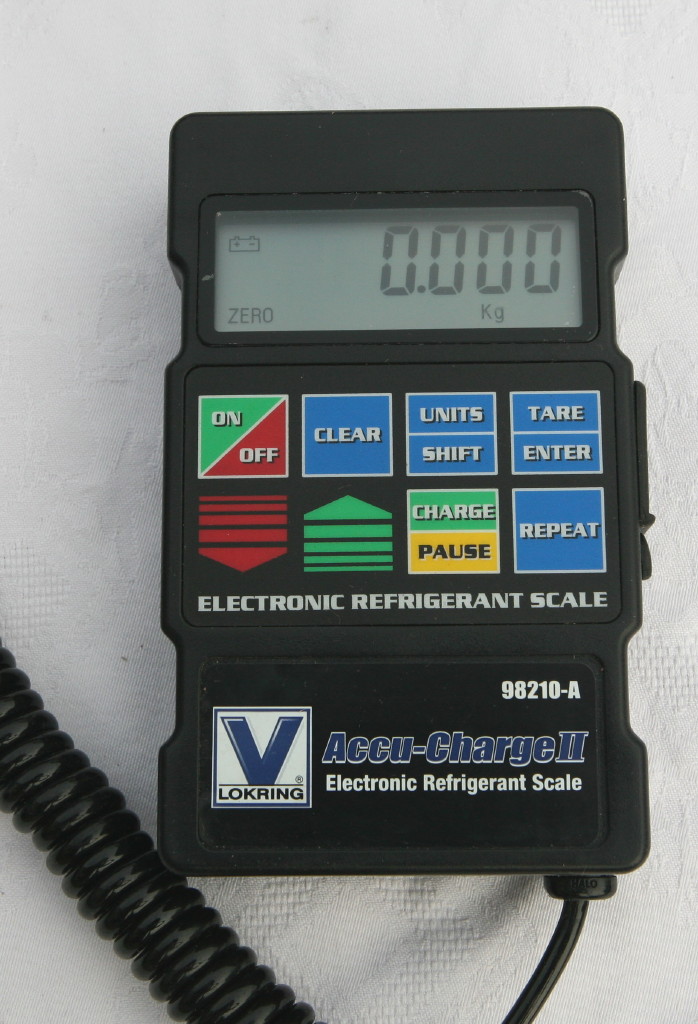 0.000
ZERO
Kg
ON
OFF
CLEAR
UNITS
SHIFT
TARE
ENTER
CHARGE
PAUSE
REPEAT
ELECTRONIC REFRIGERANT SCALE
98210-A
V
LOKRING®
Accu-Charge II
Electronic Refrigerant Scale
HALO